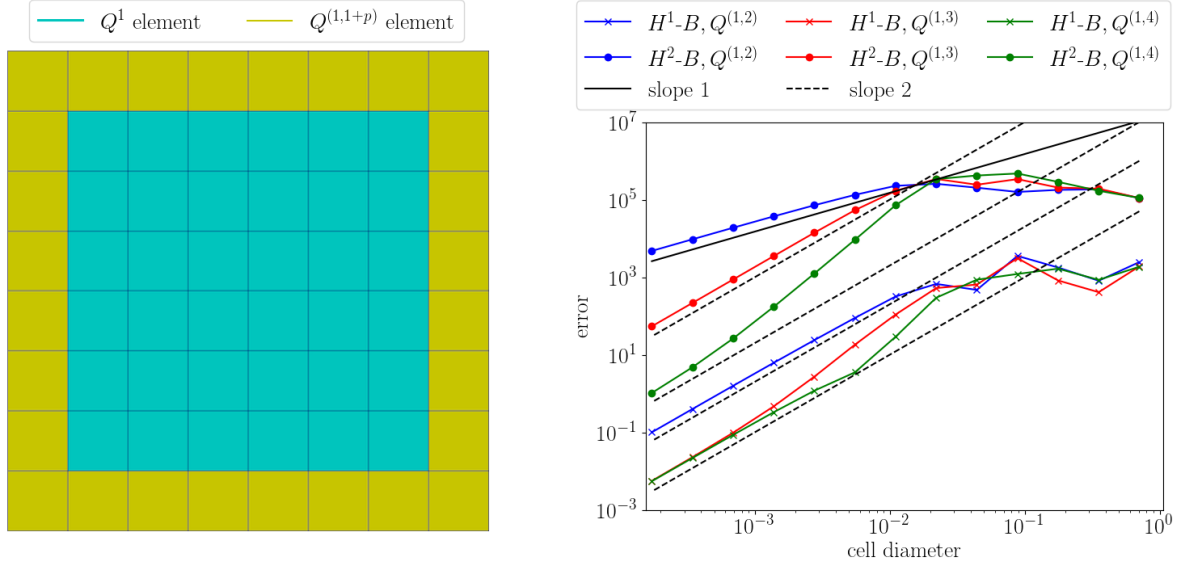 Q^1 element Q^{(1,1+p)} element
H^1-B, Q^{(1,2)} H^1-B, Q^{(1,3)} H^1-B, Q^{(1,4)}
H^2-B, Q^{(1,2)} H^2-B, Q^{(1,3)} H^2-B, Q^{(1,4)}
slope 1 slope 2
10^7
10^5
10^3
10^1
10^{-1}
10^{-3}
error
10^{-3} 10^{-2} 10^{-1} 10^0
cell diameter